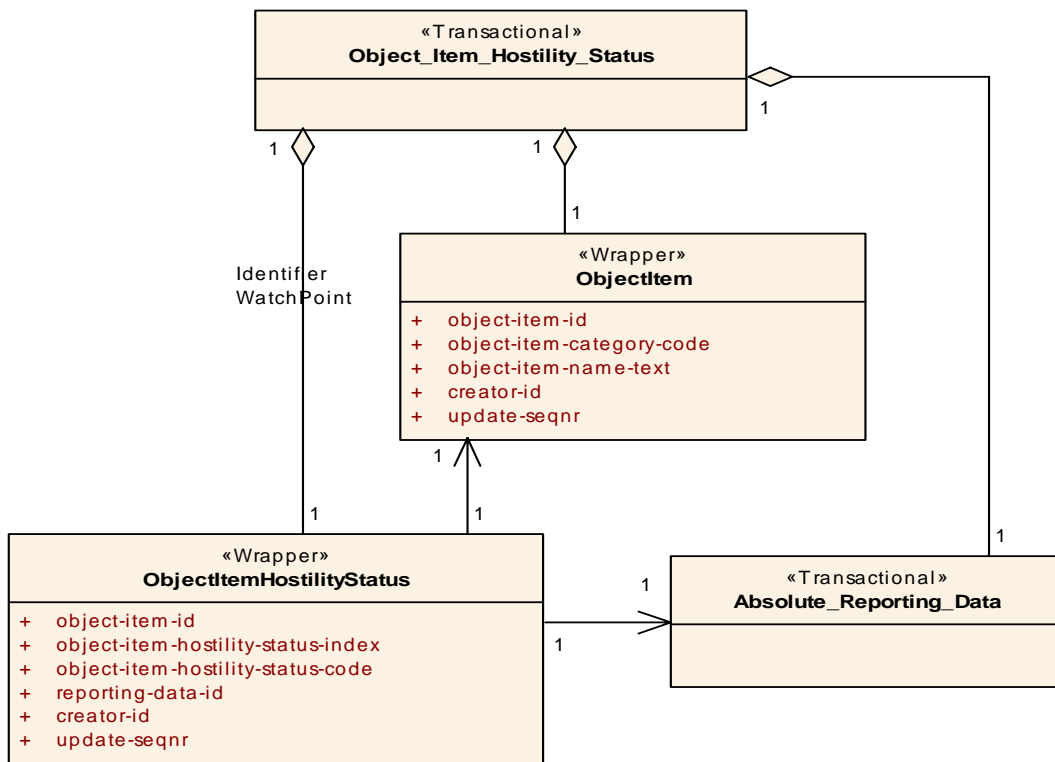 «Transactional»
Object_Item_Hostility_Status
1
1
1
1
Identifier
WatchPoint
«Wrapper»
ObjectItem
+ object-item-id
+ object-item-category-code
+ object-item-name-text
+ creator-id
+ update-seqnr
1
1
1
1
«Wrapper»
ObjectItemHostilityStatus
+ object-item-id
+ object-item-hostility-status-index
+ object-item-hostility-status-code
+ reporting-data-id
+ creator-id
+ update-seqnr
1
1
«Transactional»
Absolute_Reporting_Data